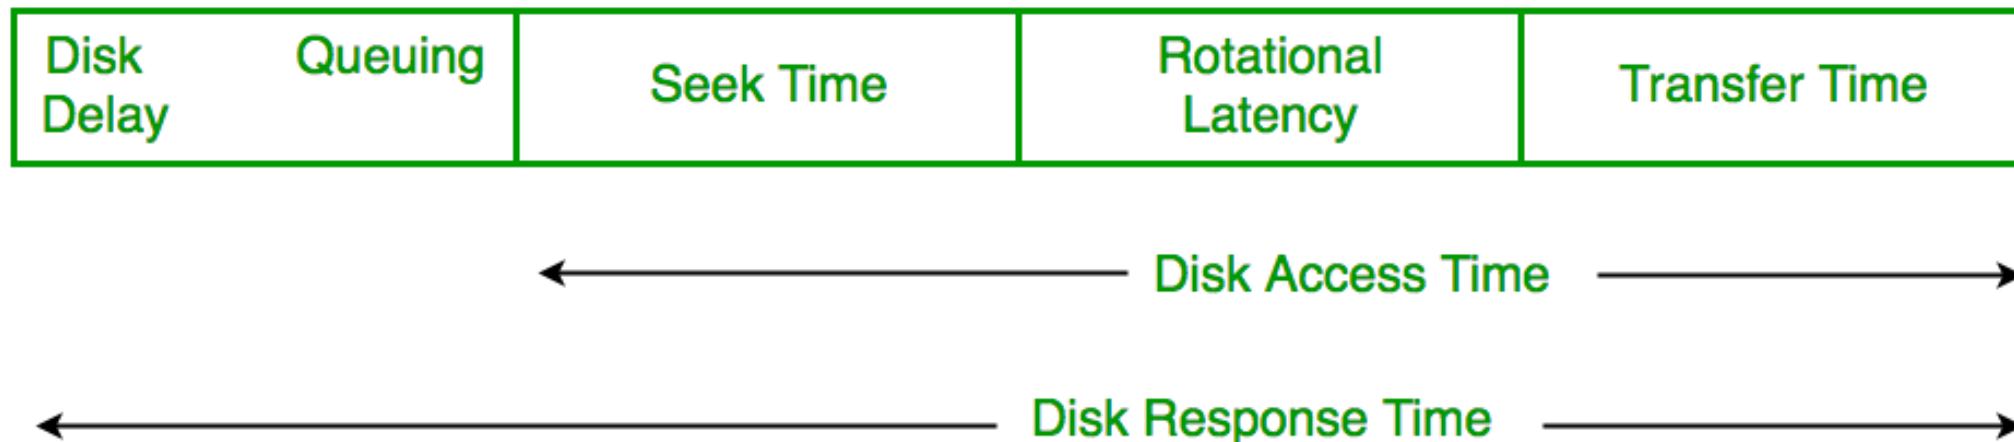 Disk Queuing
Delay
Seek Time
Rotational
Latency
Transfer Time
Disk Access Time
Disk Response Time